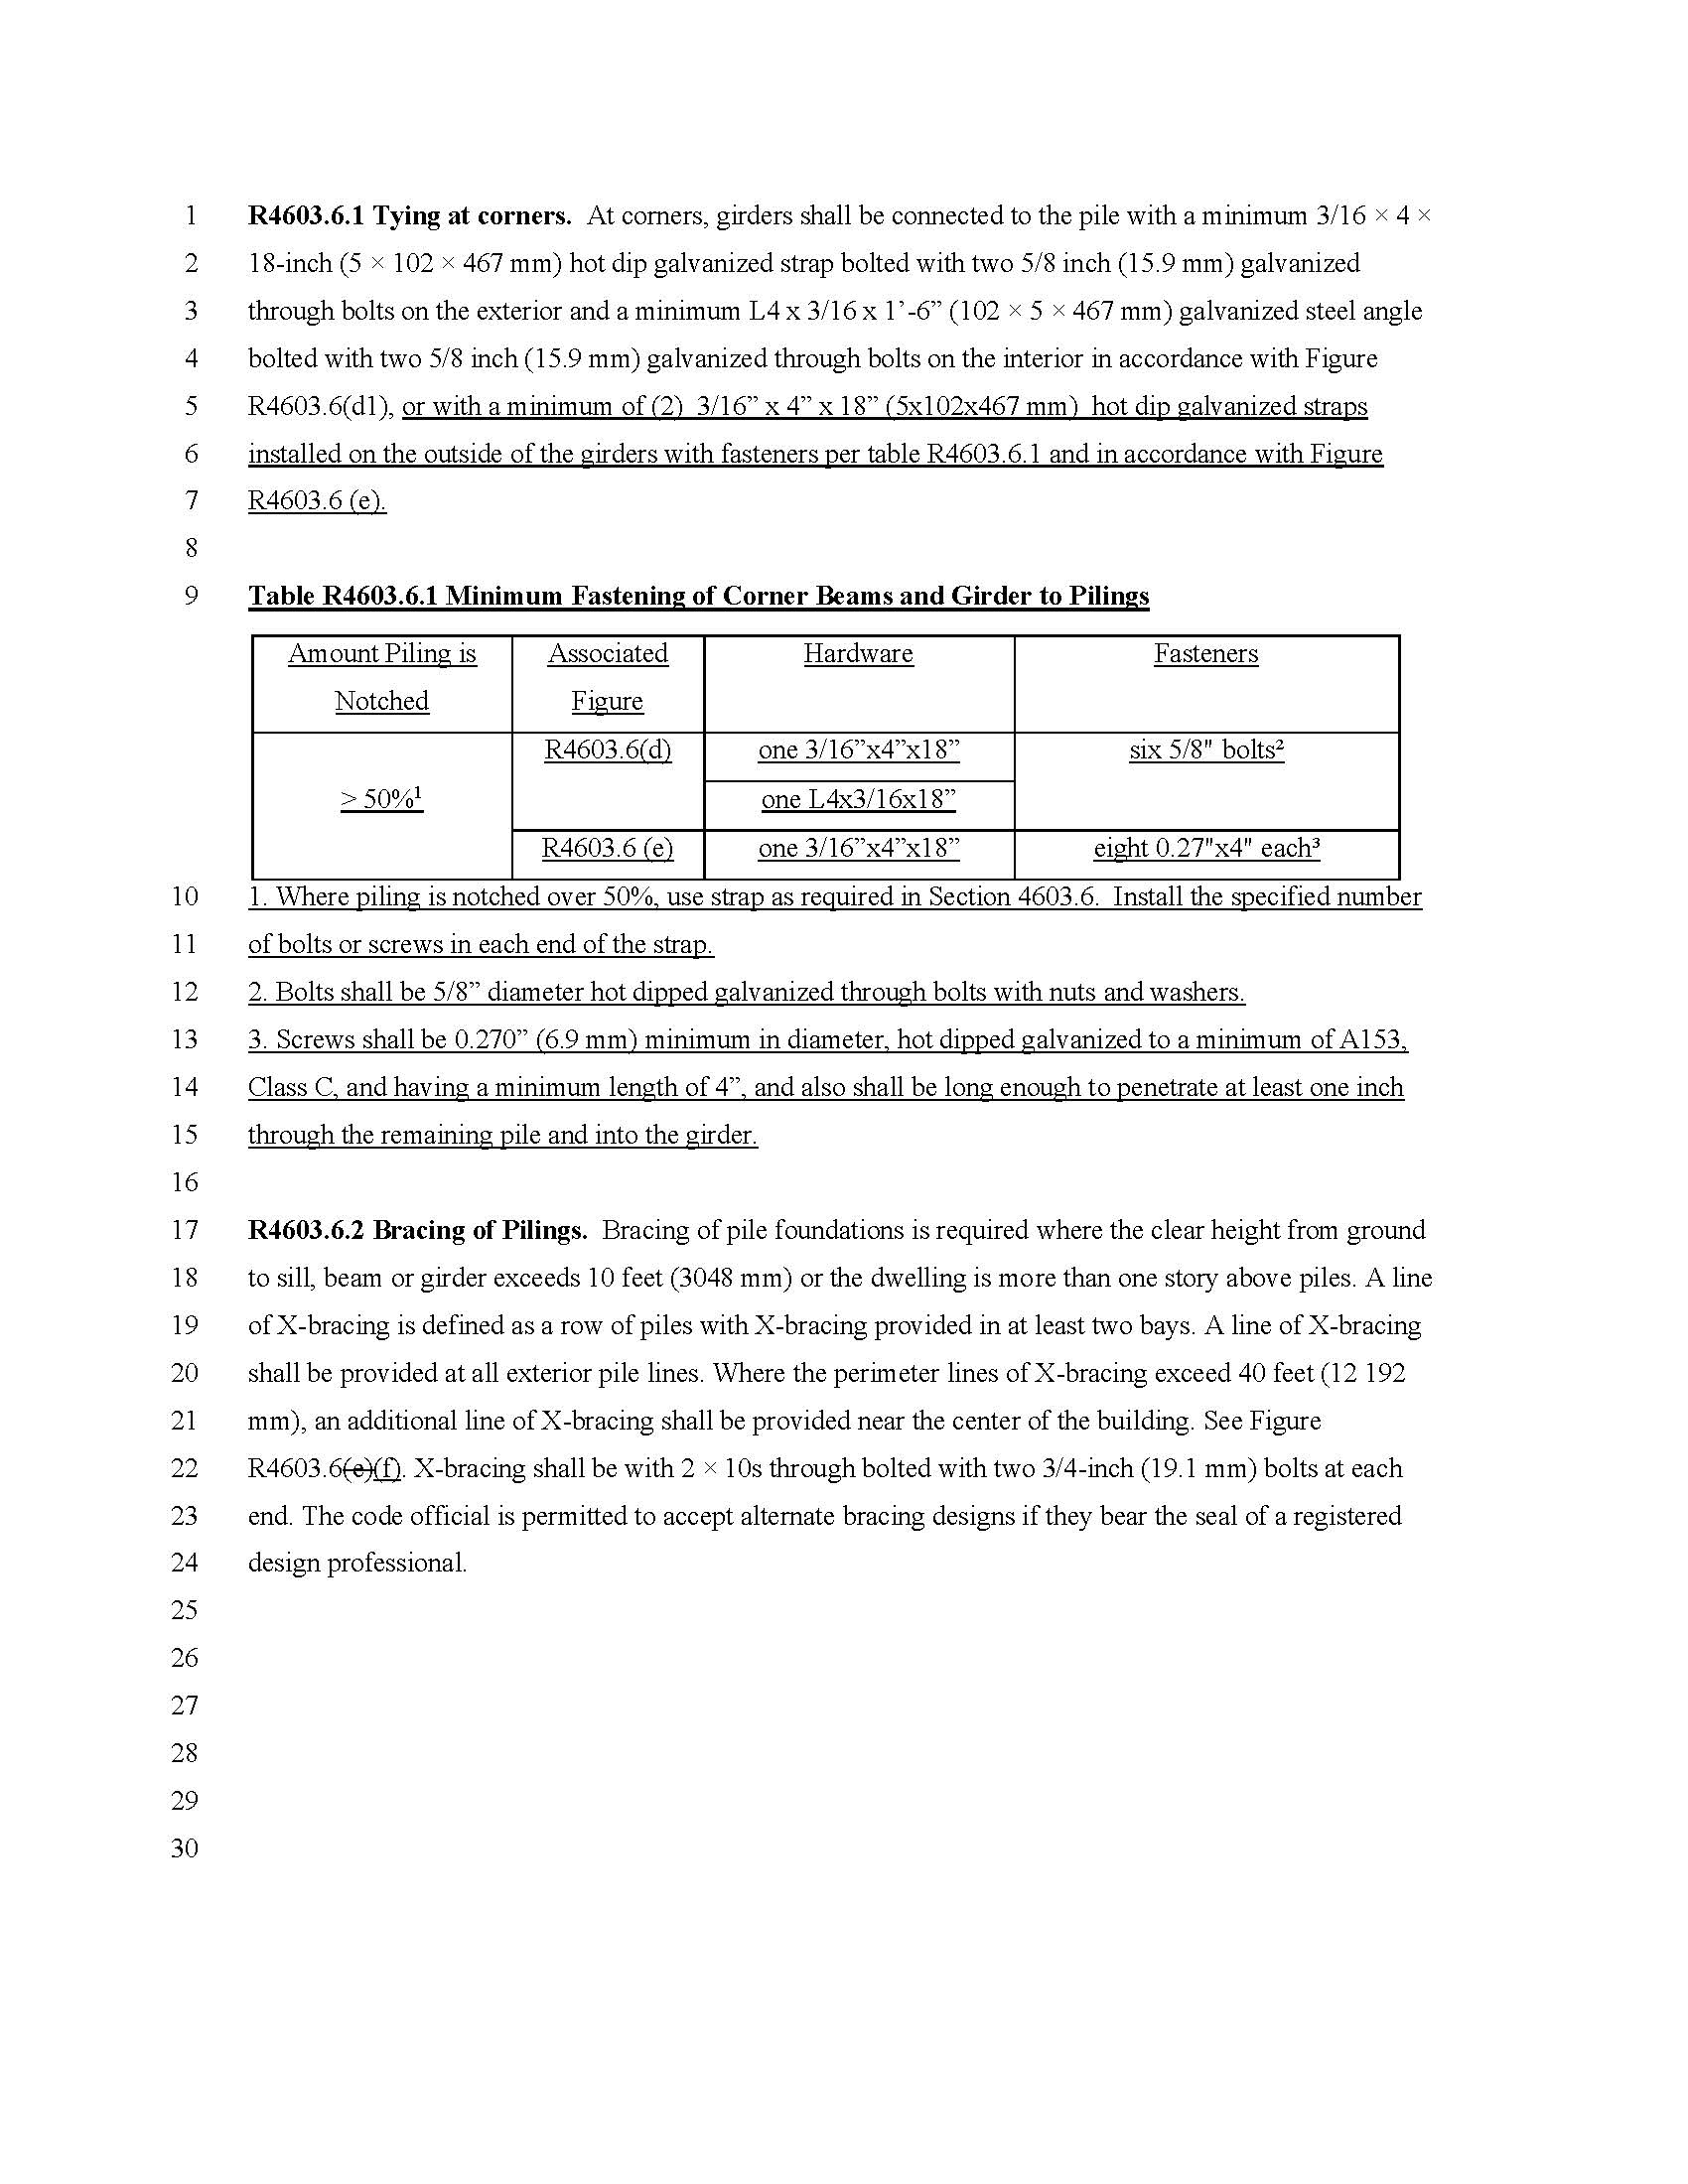 1 R4603.6.1 Tying at corners.  At corners, girders shall be connected to the pile with a minimum 3/16 × 4 ×
2 18-inch (5 × 102 × 467 mm) hot dip galvanized strap bolted with two 5/8 inch (15.9 mm) galvanized
3 through bolts on the exterior and a minimum L4 x 3/16 x 1’-6” (102 × 5 × 467 mm) galvanized steel angle
4 bolted with two 5/8 inch (15.9 mm) galvanized through bolts on the interior in accordance with Figure
5 R4603.6(d1), or with a minimum of (2)  3/16” x 4” x 18” (5x102x467 mm)  hot dip galvanized straps
6 installed on the outside of the girders with fasteners per table R4603.6.1 and in accordance with Figure
7 R4603.6 (e).
8
9 Table R4603.6.1 Minimum Fastening of Corner Beams and Girder to Pilings
Amount Piling is Associated Hardware Fasteners
Notched Figure
R4603.6(d) one 3/16”x4”x18” six 5/8" bolts²
> 50%¹ one L4x3/16x18”
R4603.6 (e) one 3/16”x4”x18” eight 0.27"x4" each³
10 1. Where piling is notched over 50%, use strap as required in Section 4603.6.  Install the specified number
11 of bolts or screws in each end of the strap.
12 2. Bolts shall be 5/8” diameter hot dipped galvanized through bolts with nuts and washers.
13 3. Screws shall be 0.270” (6.9 mm) minimum in diameter, hot dipped galvanized to a minimum of A153,
14 Class C, and having a minimum length of 4”, and also shall be long enough to penetrate at least one inch
15 through the remaining pile and into the girder.
16
17 R4603.6.2 Bracing of Pilings.  Bracing of pile foundations is required where the clear height from ground
18 to sill, beam or girder exceeds 10 feet (3048 mm) or the dwelling is more than one story above piles. A line
19 of X-bracing is defined as a row of piles with X-bracing provided in at least two bays. A line of X-bracing
20 shall be provided at all exterior pile lines. Where the perimeter lines of X-bracing exceed 40 feet (12 192
21 mm), an additional line of X-bracing shall be provided near the center of the building. See Figure
22 R4603.6(e)(f). X-bracing shall be with 2 × 10s through bolted with two 3/4-inch (19.1 mm) bolts at each
23 end. The code official is permitted to accept alternate bracing designs if they bear the seal of a registered
24 design professional.
25
26
27
28
29
30